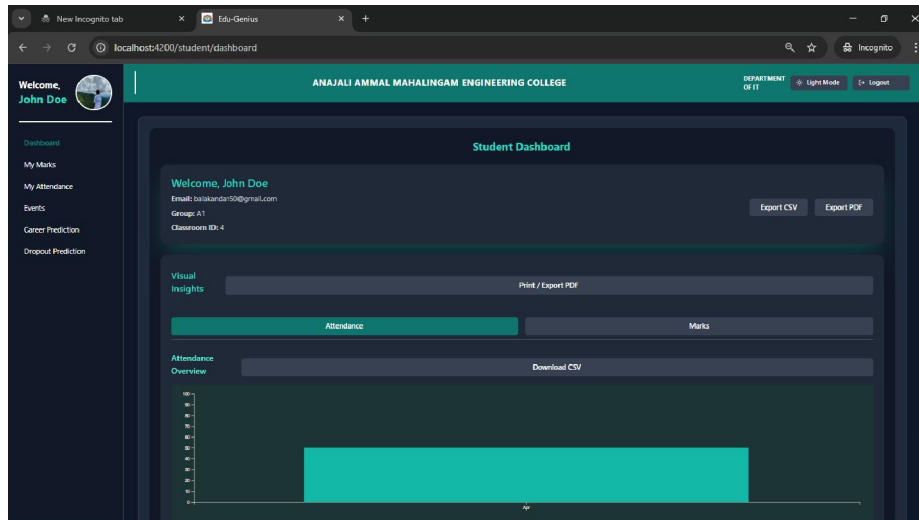 New Incognito tab
Edu-Genius
localhost:4200/student/dashboard
Incognito
Welcome,
John Doe
ANAJALI AMMAL MAHALINGAM ENGINEERING COLLEGE
DEPARTMENT
OF IT
Light Mode
Logout
Dashboard
My Marks
My Attendance
Events
Career Prediction
Dropout Prediction
Student Dashboard
Welcome, John Doe
Email: balakandan50@gmail.com
Group: A1
Classroom ID: 4
Export CSV
Export PDF
Visual
Insights
Print / Export PDF
Attendance
Marks
Attendance
Overview
Download CSV
100
90
80
70
60
50
40
30
20
10
0
Apr